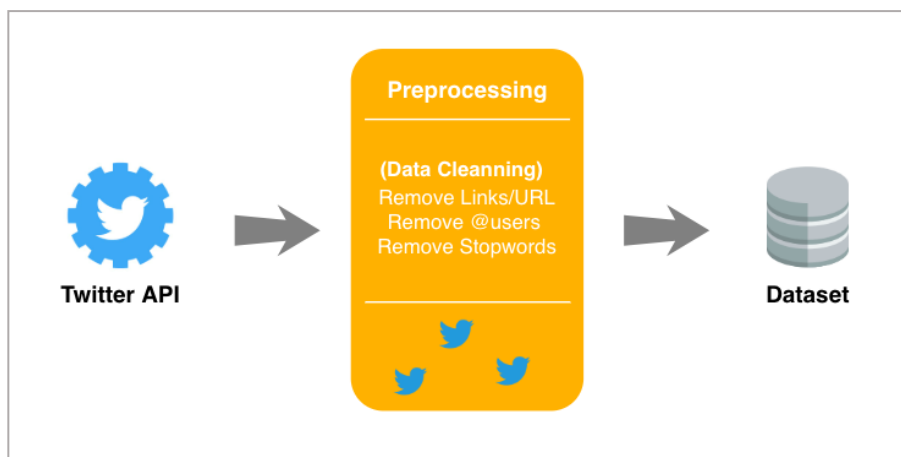 Preprocessing
(Data Cleanning)
Remove Links/URL
Remove @users
Remove Stopwords
Twitter API
Dataset